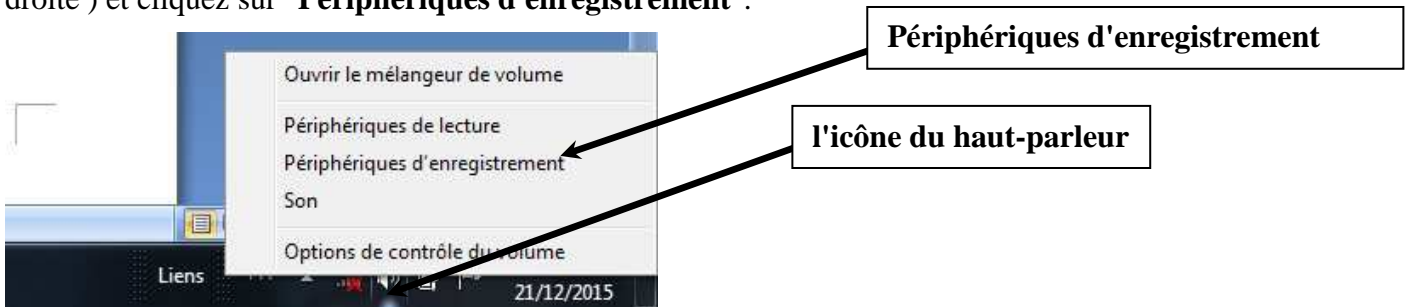 droite ) et cliquez sur "Périphériques d'enregistrement".
Périphériques d'enregistrement
Ouvrir le mélangeur de volume
Périphériques de lecture
l'icône du haut-parleur
Périphériques d'enregistrement
Son
Options de contrôle du volume
Liens
21/12/2015